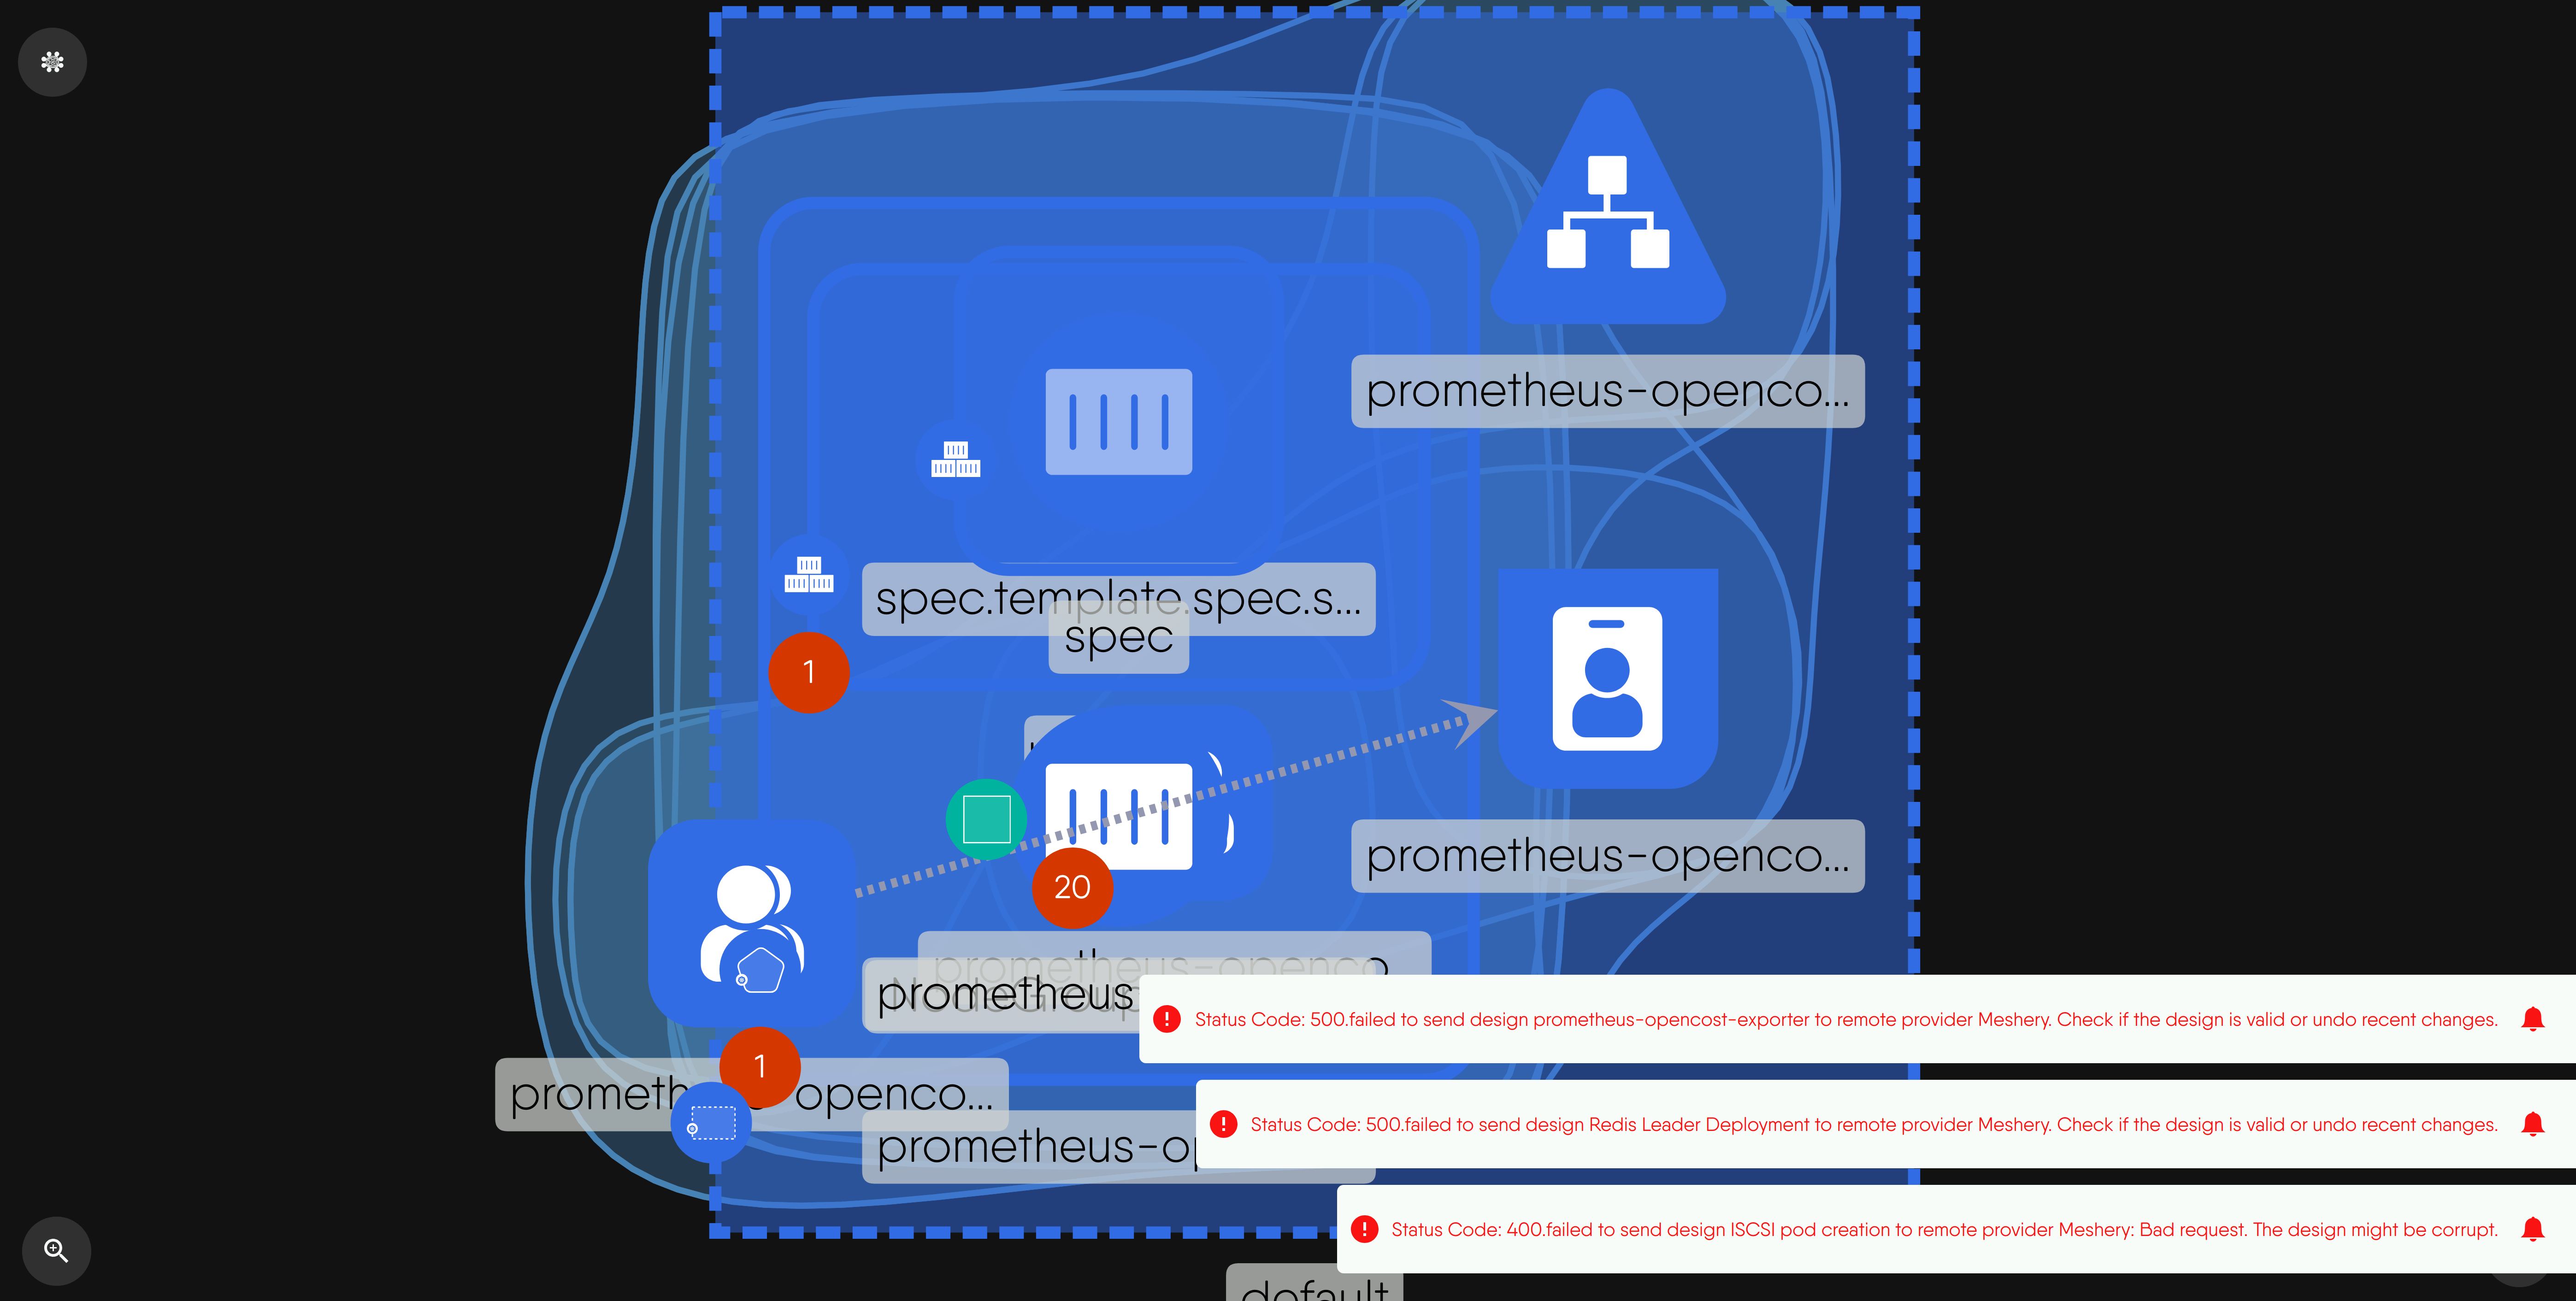 prometheus-openco...
spec.template.spec.s...
spec
1
prometheus-openco...
20
prometheus-openco
prometheus
NodeGroup
Status Code: 500.failed to send design prometheus-opencost-exporter to remote provider Meshery. Check if the design is valid or undo recent changes.
1
openco...
prometheus-op
Status Code: 500.failed to send design Redis Leader Deployment to remote provider Meshery. Check if the design is valid or undo recent changes.
Status Code: 400.failed to send design ISCSI pod creation to remote provider Meshery: Bad request. The design might be corrupt.
default